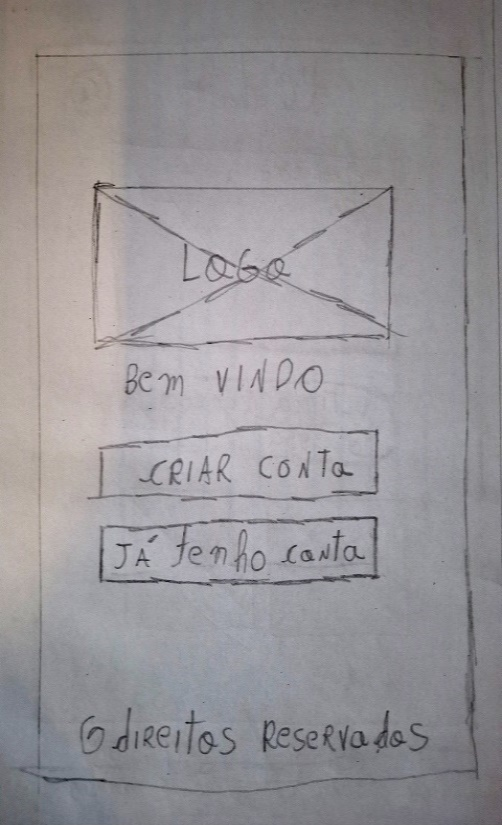 LOGO
Bem VINDO
CRIAR CONTa
JÁ tenho conta
© direitos Reservados